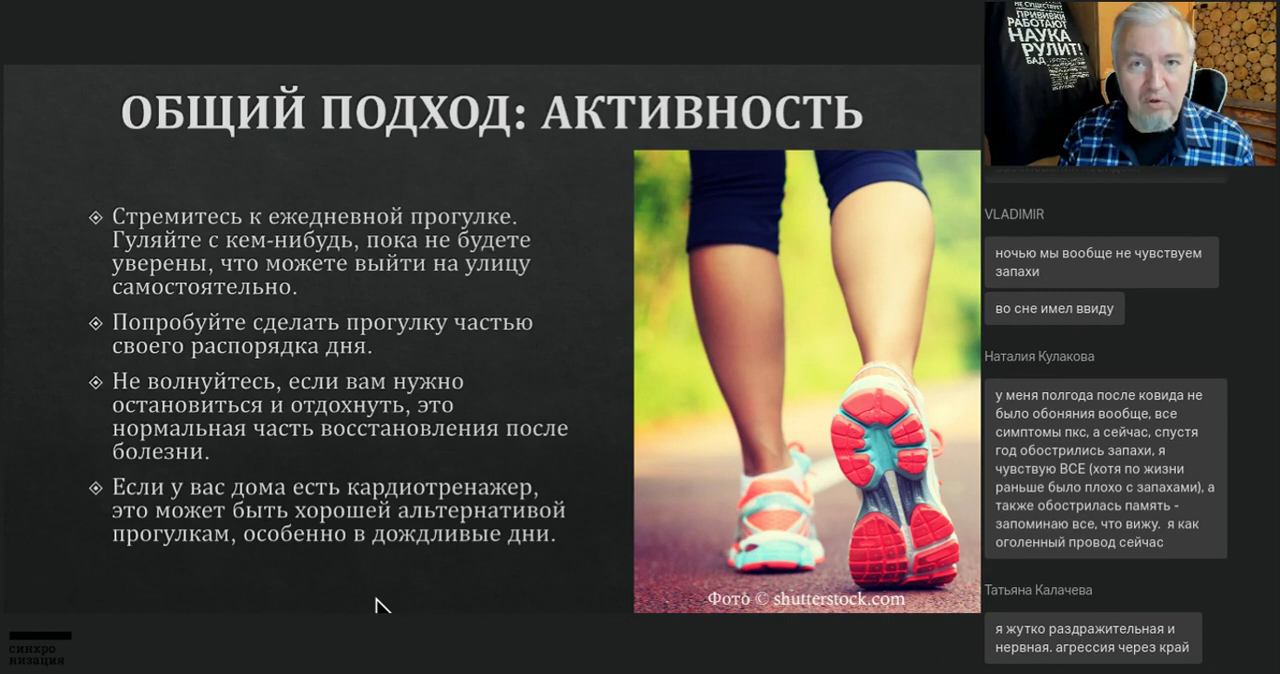 ОБЩИЙ ПОДХОД: АКТИВНОСТЬ
Стремитесь к ежедневной прогулке.
Гуляйте с кем-нибудь, пока не будете
уверены, что можете выйти на улицу
самостоятельно.
Попробуйте сделать прогулку частью
своего распорядка дня.
Не волнуйтесь, если вам нужно
остановиться и отдохнуть, это
нормальная часть восстановления после
болезни.
Если у вас дома есть кардиотренажер,
это может быть хорошей альтернативой
прогулкам, особенно в дождливые дни.
Фото © shutterstock.com
синхро
низация
НЕ СУЩЕСТВУЕТ
ПРИВИВКИ
РАБОТАЮТ
НАУКА
РУЛИТ!
БАД
VLADIMIR
ночью мы вообще не чувствуем
запахи
во сне имел ввиду
Наталия Кулакова
у меня полгода после ковида не
было обоняния вообще, все
симптомы пкс, а сейчас, спустя
год обострились запахи, я
чувствую ВСЕ (хотя по жизни
раньше было плохо с запахами), а
также обострилась память -
запоминаю все, что вижу. я как
оголенный провод сейчас
Татьяна Калачева
я жутко раздражительная и
нервная. агрессия через край